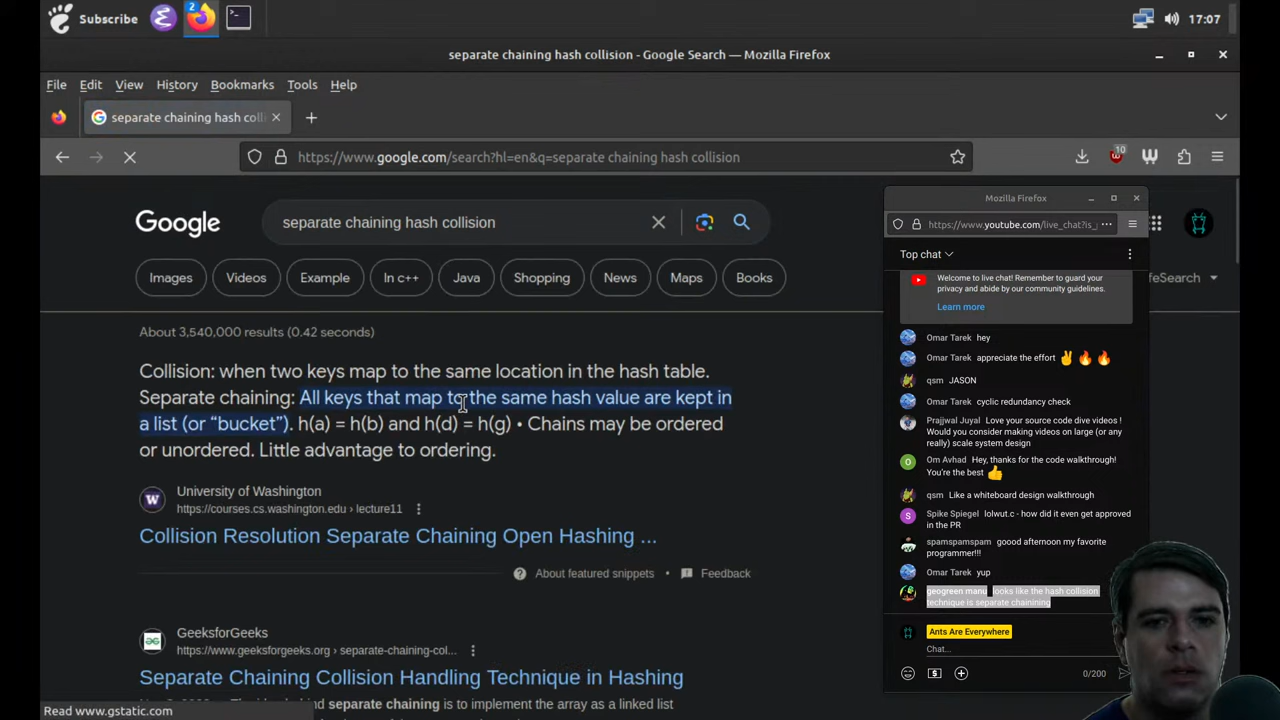 Subscribe
2
17:07
separate chaining hash collision - Google Search — Mozilla Firefox
File Edit View History Bookmarks Tools Help
separate chaining hash coll
https://www.google.com/search?hl=en&q=separate chaining hash collision
10
Google
separate chaining hash collision
Images Videos Example In c++ Java Shopping News Maps Books
About 3,540,000 results (0.42 seconds)
Collision: when two keys map to the same location in the hash table.
Separate chaining: All keys that map to the same hash value are kept in
a list (or “bucket”). h(a) = h(b) and h(d) = h(g) • Chains may be ordered
or unordered. Little advantage to ordering.
University of Washington
https://courses.cs.washington.edu › lecture11
Collision Resolution Separate Chaining Open Hashing ...
About featured snippets • Feedback
GeeksforGeeks
https://www.geeksforgeeks.org › separate-chaining-col...
Separate Chaining Collision Handling Technique in Hashing
separate chaining is to implement the array as a linked list
Read www.gstatic.com
Mozilla Firefox
https://www.youtube.com/live_chat?is_
Top chat
Welcome to live chat! Remember to guard your
privacy and abide by our community guidelines.
Learn more
Omar Tarek hey
Omar Tarek appreciate the effort
qsm JASON
Omar Tarek cyclic redundancy check
Prajjwal Juyal Love your source code dive videos !
Would you consider making videos on large (or any
really) scale system design
Om Avhad Hey, thanks for the code walkthrough!
You're the best
qsm Like a whiteboard design walkthrough
Spike Spiegel lolwut.c - how did it even get approved
in the PR
spamspamspam goood afternoon my favorite
programmer!!!
Omar Tarek yup
geogreen manu looks like the hash collision
technique is separate chainining
Ants Are Everywhere
Chat...
0/200